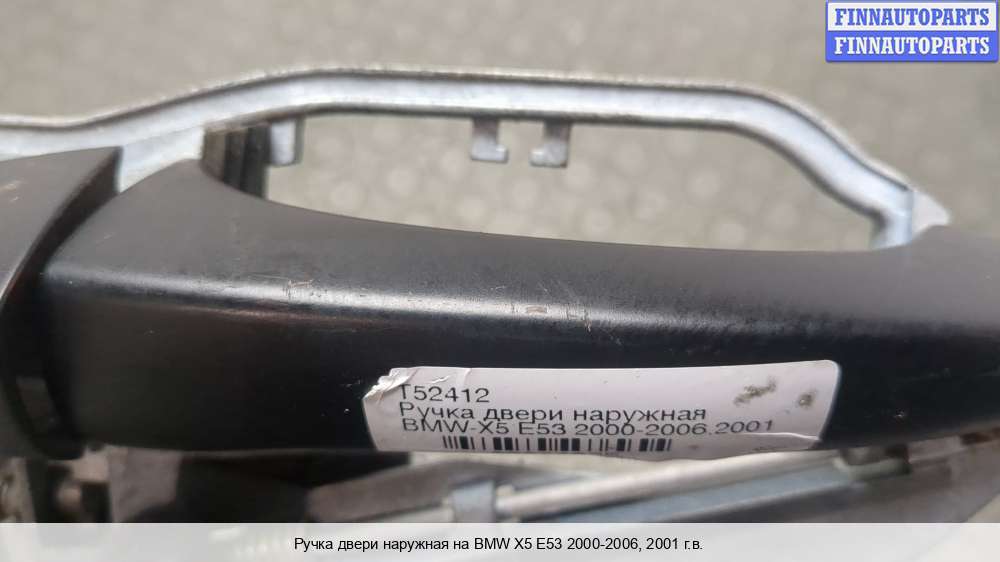 FINNAUTOPARTS
FINNAUTOPARTS
T52412
Ручка двери наружная
BMW-X5 E53 2000-2006.2001
Ручка двери наружная на BMW X5 E53 2000-2006, 2001 г.в.